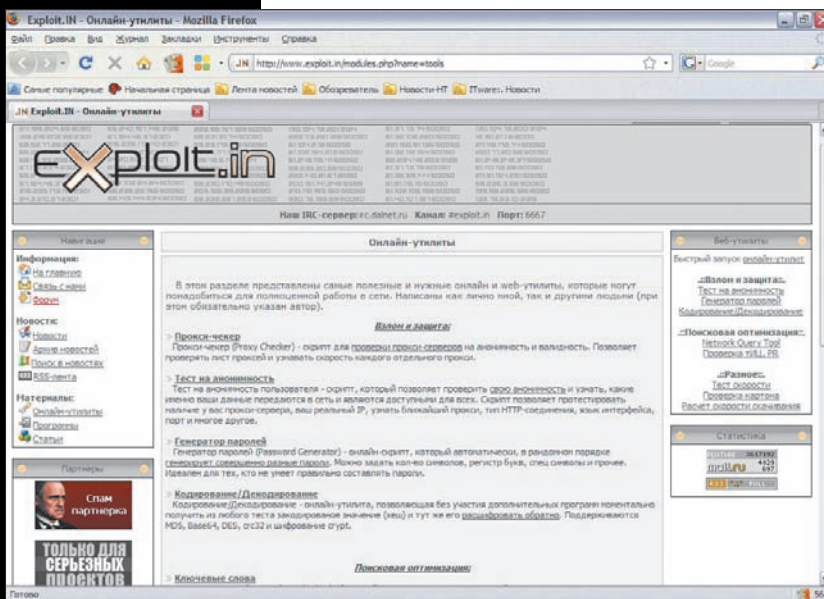 Exploit.IN - Онлайн-утилиты - Mozilla Firefox
Файл Правка Вид Журнал Закладки Инструменты Справка
http://www.exploit.in/modules.php?name=tools
Google
Самые популярные Начальная страница Лента новостей Обозреватель Новости-НТ ITware:. Новости
Exploit.IN - Онлайн-утилиты
exploit.in
Наш IRC-сервер: irc.dalnet.ru Канал: #exploit.in Порт: 6667
Навигация
Информация:
На главную
Связь с нами
Форум
Новости:
Новости
Архив новостей
Поиск в новостях
RSS-лента
Материалы:
Онлайн-утилиты
Программы
Статьи
Партнеры
Спам
партнерка
ТОЛЬКО ДЛЯ
СЕРЬЕЗНЫХ
ПРОЕКТОВ
Онлайн-утилиты
В этом разделе представлены самые полезные и нужные онлайн и web-утилиты, которые могут
понадобиться для полноценной работы в сети. Написаны как лично мной, так и другими людьми (при
этом обязательно указан автор).
Взлом и защита:
Прокси-чекер
Прокси-чекер (Proxy Checker) - скрипт для проверки прокси-серверов на анонимность и валидность. Позволяет
проверять лист проксей и узнавать скорость каждого отдельного прокси.
Тест на анонимность
Тест на анонимность пользователя - скрипт, который позволяет проверить свою анонимность и узнать, какие
именно ваши данные передаются в сеть и являются доступными для всех. Скрипт позволяет протестировать
наличие у вас прокси-сервера, ваш реальный IP, узнать ближайший прокси, тип HTTP-соединения, язык интерфейса,
порт и многое другое.
Генератор паролей
Генератор паролей (Password Generator) - онлайн-скрипт, который автоматически, в рандомном порядке
генерирует совершенно разные пароли. Можно задать кол-во символов, регистр букв, спец символы и прочее.
Идеален для тех, кто не умеет правильно составлять пароли.
Кодирование/Декодирование
Кодирование/Декодирование - онлайн-утилита, позволяющая без участия дополнительных программ моментально
получить из любого теста закодированое значение (хеш) и тут же его расшифровать обратно. Поддерживаются
MD5, Base64, DES, crc32 и шифрование crypt.
Поисковая оптимизация:
Ключевые слова
Веб-утилиты
Быстрый запуск онлайн-утилит
.::Взлом и защита::.
Тест на анонимность
Генератор паролей
Кодирование/Декодирование
.::Поисковая оптимизация::.
Network Query Tool
Проверка тИЦ, PR
.::Разное::.
Тест скорости
Проверка картона
Расчет скорости скачивания
Статистика
3617192
mail.ru 4828
697
Готово